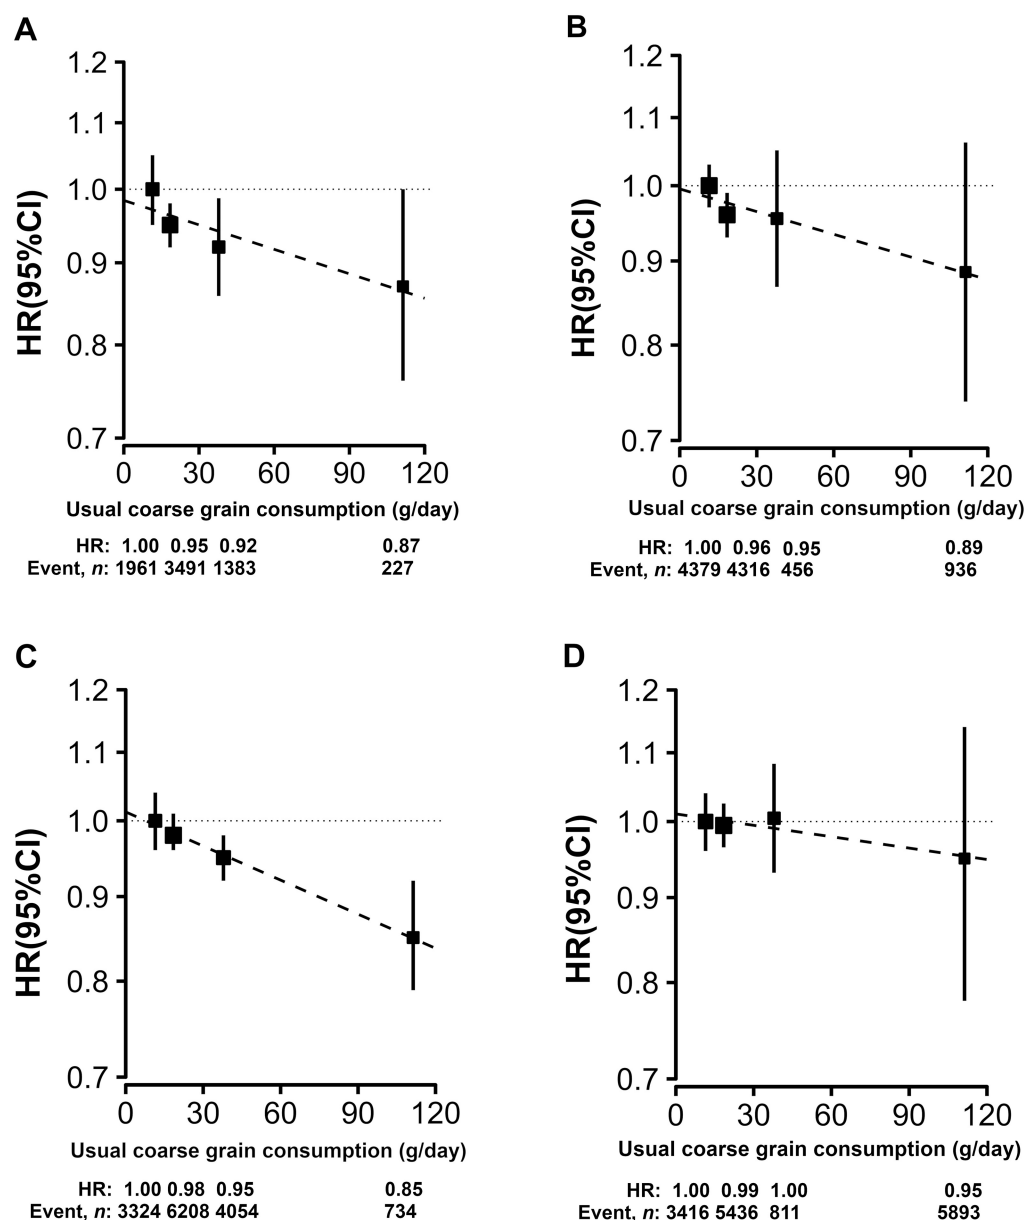 A
HR(95%CI)
1.2
1.1
1.0
0.9
0.8
0.7
0 30 60 90 120
Usual coarse grain consumption (g/day)
HR: 1.00 0.95 0.92 0.87
Event, n: 1961 3491 1383 227
B
HR(95%CI)
1.2
1.1
1.0
0.9
0.8
0.7
0 30 60 90 120
Usual coarse grain consumption (g/day)
HR: 1.00 0.96 0.95 0.89
Event, n: 4379 4316 456 936
C
HR(95%CI)
1.2
1.1
1.0
0.9
0.8
0.7
0 30 60 90 120
Usual coarse grain consumption (g/day)
HR: 1.00 0.98 0.95 0.85
Event, n: 3324 6208 4054 734
D
HR(95%CI)
1.2
1.1
1.0
0.9
0.8
0.7
0 30 60 90 120
Usual coarse grain consumption (g/day)
HR: 1.00 0.99 1.00 0.95
Event, n: 3416 5436 811 5893